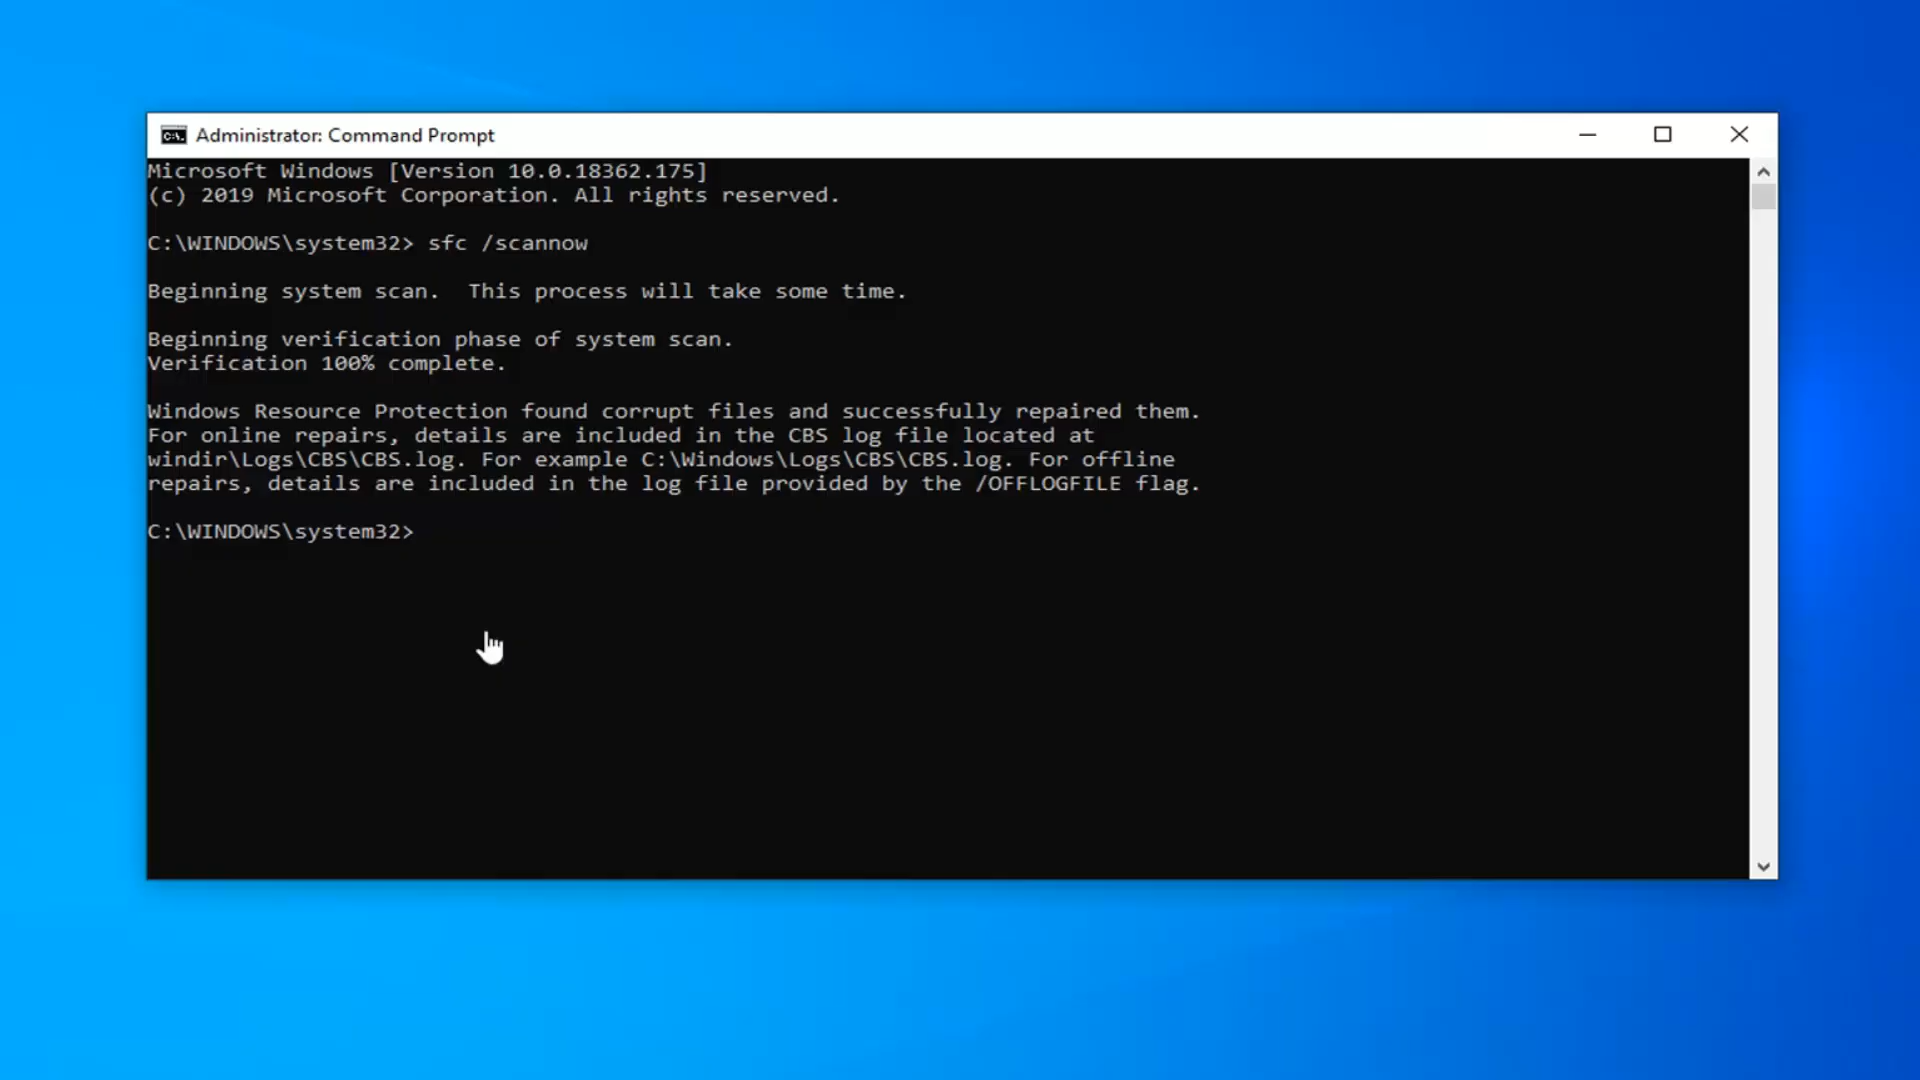 Administrator: Command Prompt
Microsoft Windows [Version 10.0.18362.175]
(c) 2019 Microsoft Corporation. All rights reserved.
C:\WINDOWS\system32> sfc /scannow
Beginning system scan.  This process will take some time.
Beginning verification phase of system scan.
Verification 100% complete.
Windows Resource Protection found corrupt files and successfully repaired them.
For online repairs, details are included in the CBS log file located at
windir\Logs\CBS\CBS.log. For example C:\Windows\Logs\CBS\CBS.log. For offline
repairs, details are included in the log file provided by the /OFFLOGFILE flag.
C:\WINDOWS\system32>